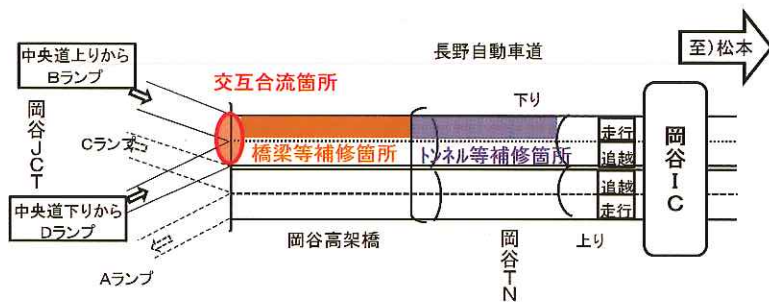 長野自動車道
至)松本
中央道上りから
Bランプ
交互合流箇所
下り
岡谷JCT
Cランプ
橋梁等補修箇所
トンネル等補修箇所
走行
追越
追越
走行
岡谷IC
中央道下りから
Dランプ
Aランプ
岡谷高架橋
岡谷TN
上り